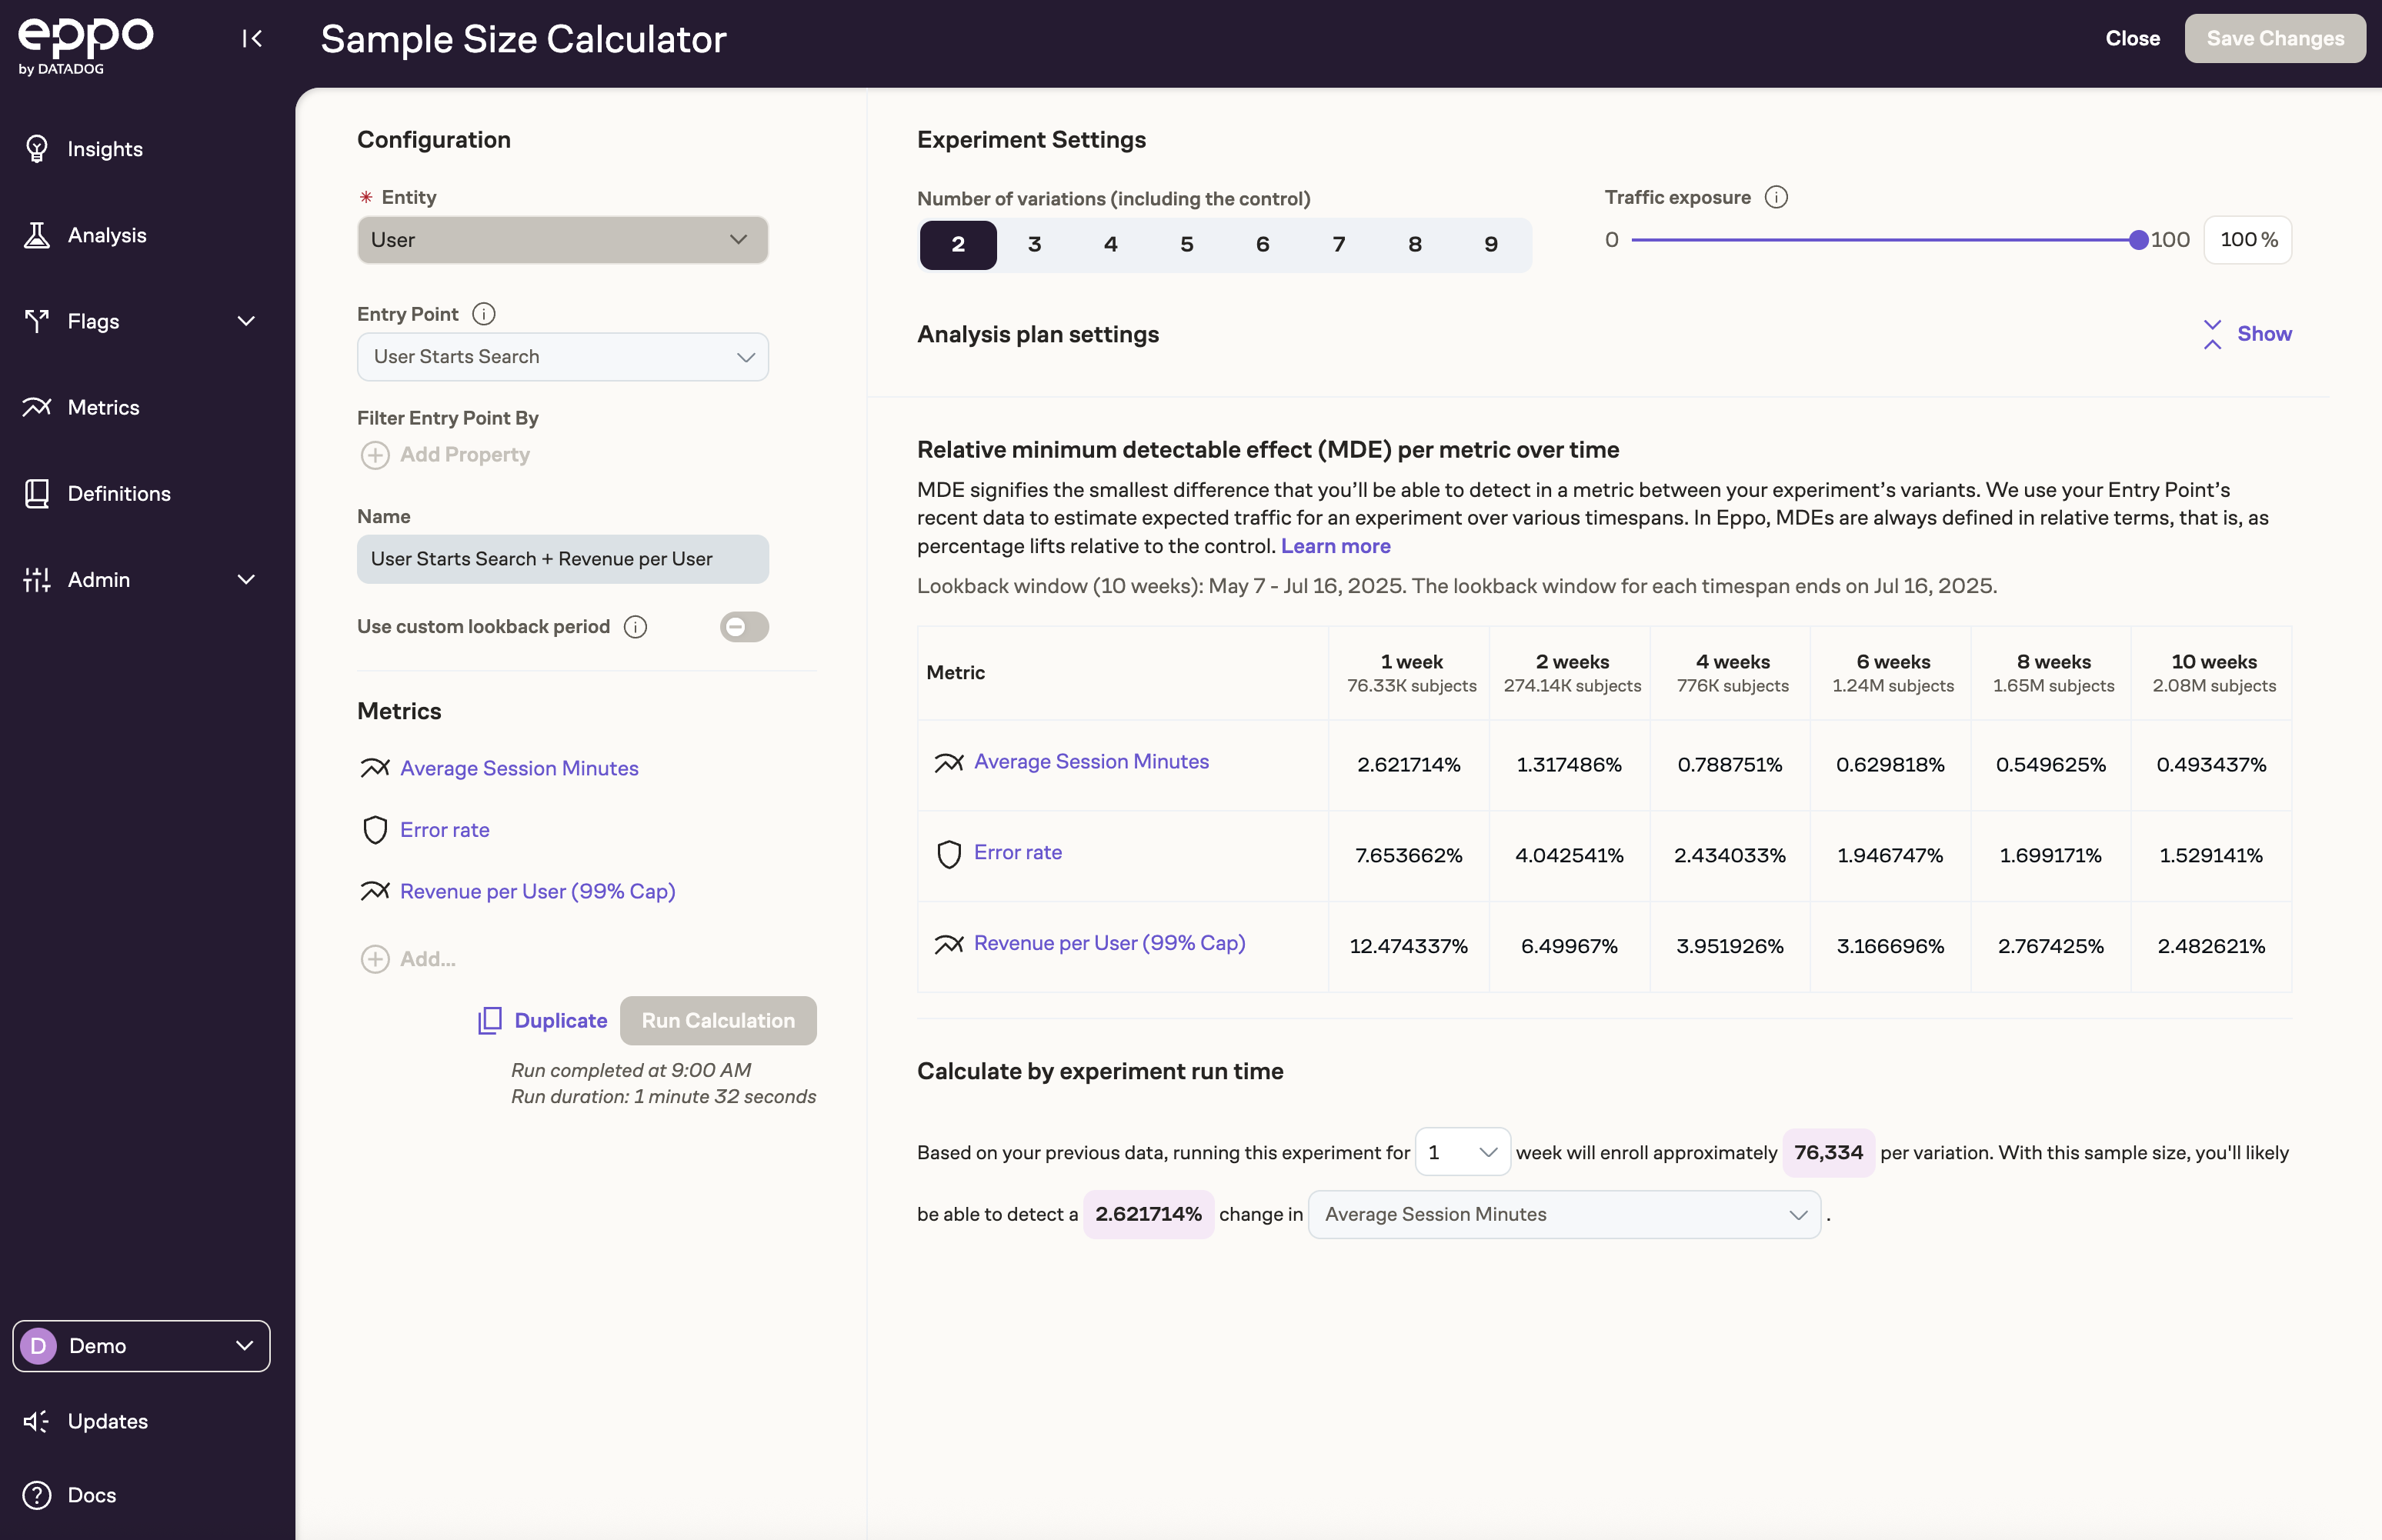 eppo
by DATADOG
Sample Size Calculator
Close
Save Changes
Insights
Analysis
Flags
Metrics
Definitions
Admin
D
Demo
Updates
Docs
Configuration
* Entity
User
Entry Point
User Starts Search
Filter Entry Point By
Add Property
Name
User Starts Search + Revenue per User
Use custom lookback period
Metrics
Average Session Minutes
Error rate
Revenue per User (99% Cap)
Add...
Duplicate
Run Calculation
Run completed at 9:00 AM
Run duration: 1 minute 32 seconds
Experiment Settings
Number of variations (including the control)
2 3 4 5 6 7 8 9
Traffic exposure
0 100 100 %
Analysis plan settings
Show
Relative minimum detectable effect (MDE) per metric over time
MDE signifies the smallest difference that you’ll be able to detect in a metric between your experiment’s variants. We use your Entry Point’s
recent data to estimate expected traffic for an experiment over various timespans. In Eppo, MDEs are always defined in relative terms, that is, as
percentage lifts relative to the control. Learn more
Lookback window (10 weeks): May 7 - Jul 16, 2025. The lookback window for each timespan ends on Jul 16, 2025.
Metric 1 week 2 weeks 4 weeks 6 weeks 8 weeks 10 weeks
76.33K subjects 274.14K subjects 776K subjects 1.24M subjects 1.65M subjects 2.08M subjects
Average Session Minutes 2.621714% 1.317486% 0.788751% 0.629818% 0.549625% 0.493437%
Error rate 7.653662% 4.042541% 2.434033% 1.946747% 1.699171% 1.529141%
Revenue per User (99% Cap) 12.474337% 6.49967% 3.951926% 3.166696% 2.767425% 2.482621%
Calculate by experiment run time
Based on your previous data, running this experiment for 1 week will enroll approximately 76,334 per variation. With this sample size, you'll likely
be able to detect a 2.621714% change in Average Session Minutes .